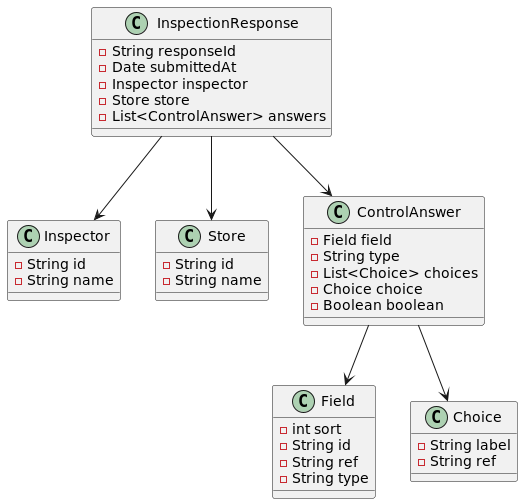 C InspectionResponse
String responseId
Date submittedAt
Inspector inspector
Store store
List<ControlAnswer> answers
C Inspector
String id
String name
C Store
String id
String name
C ControlAnswer
Field field
String type
List<Choice> choices
Choice choice
Boolean boolean
C Field
int sort
String id
String ref
String type
C Choice
String label
String ref